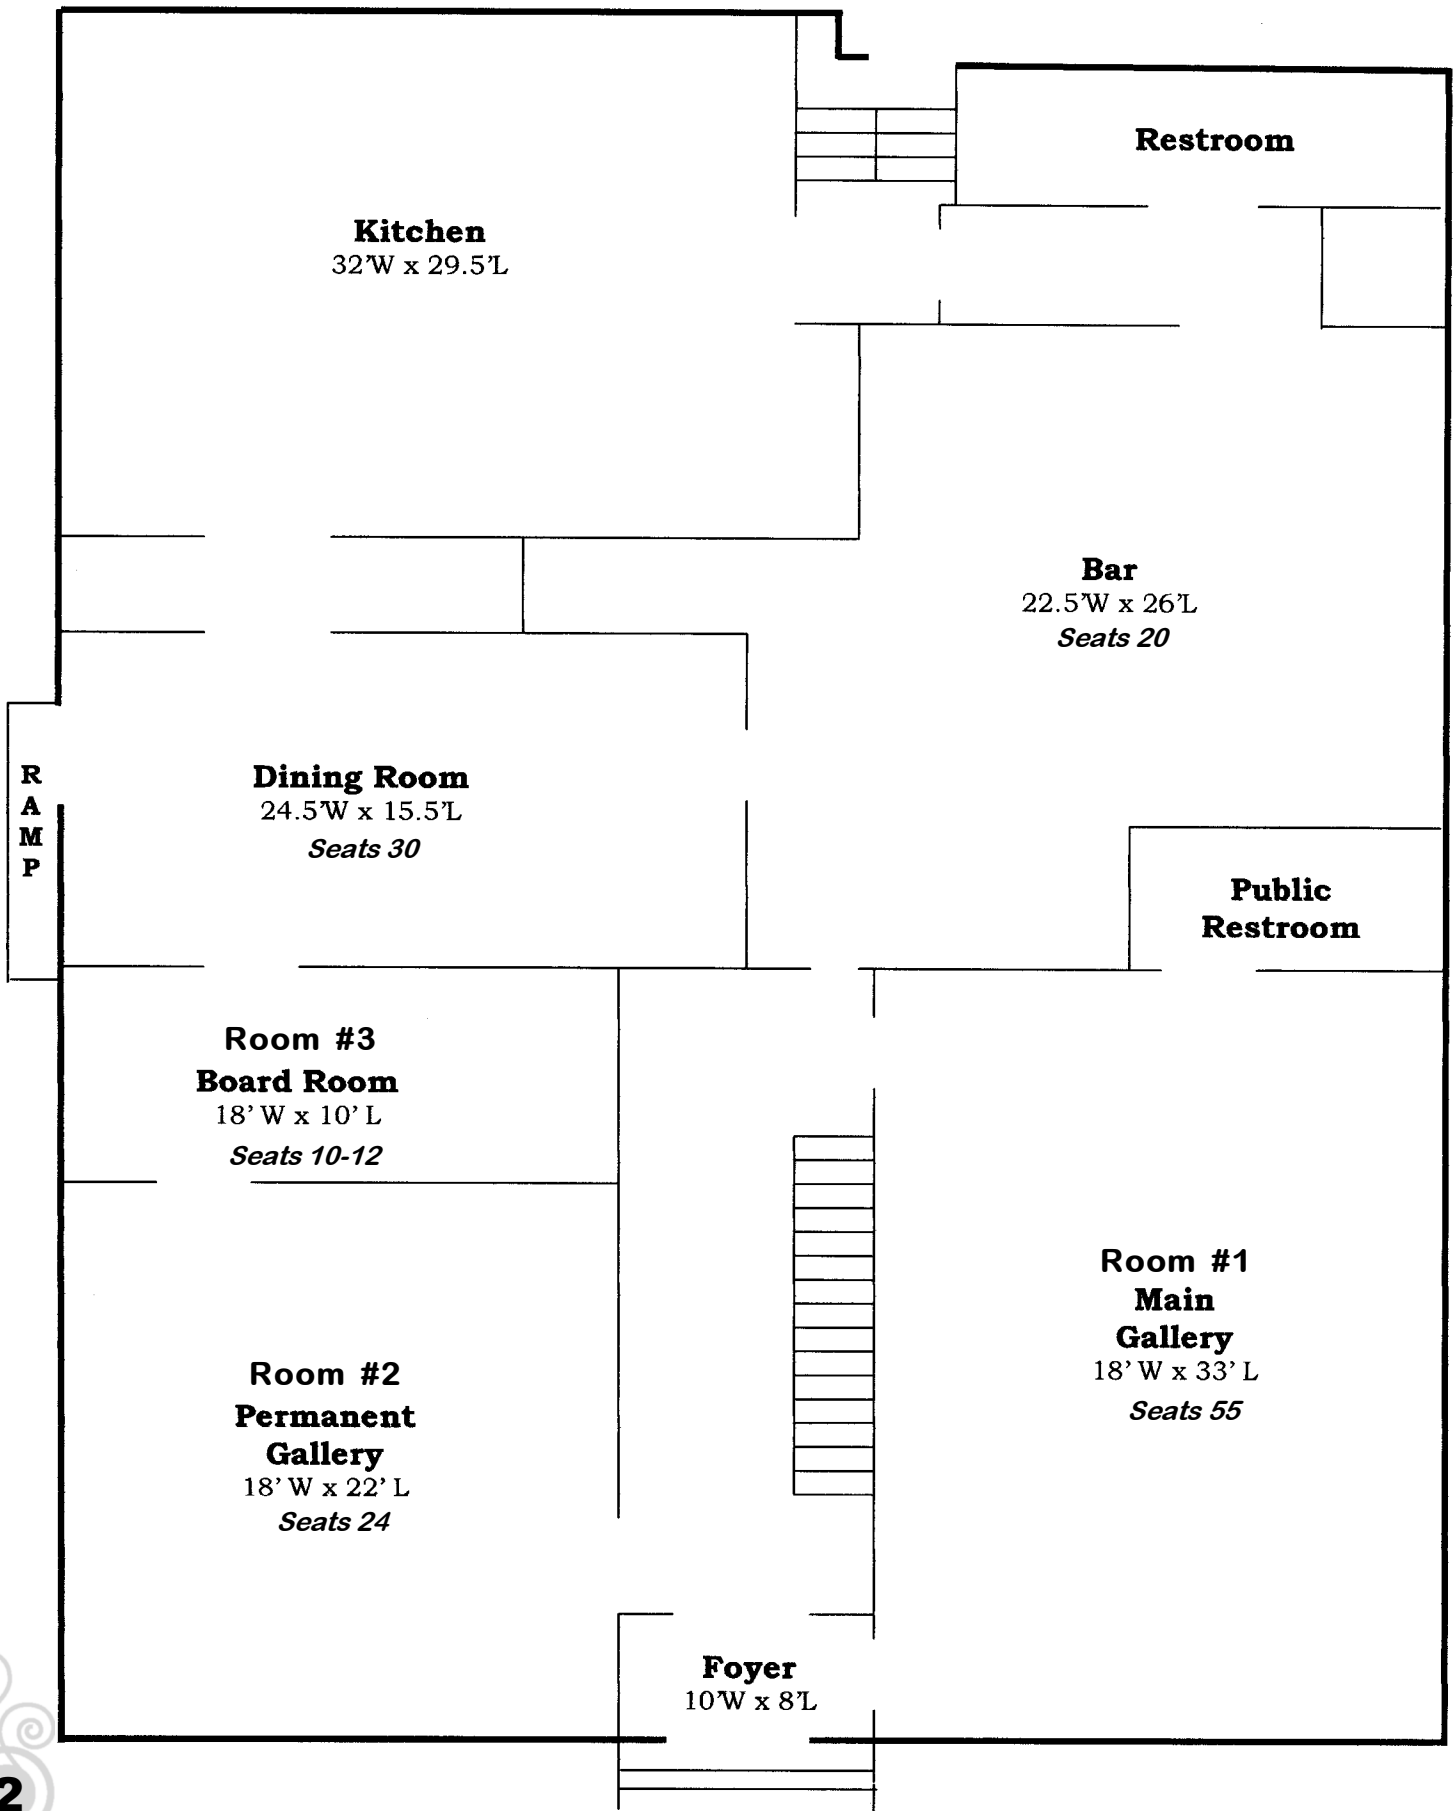 Restroom
Kitchen
32'W x 29.5'L
Bar
22.5'W x 26'L
Seats 20
R
A
M
P
Dining Room
24.5'W x 15.5'L
Seats 30
Public
Restroom
Room #3
Board Room
18' W x 10' L
Seats 10-12
Room #1
Main
Gallery
18' W x 33' L
Seats 55
Room #2
Permanent
Gallery
18' W x 22' L
Seats 24
Foyer
10'W x 8'L
2